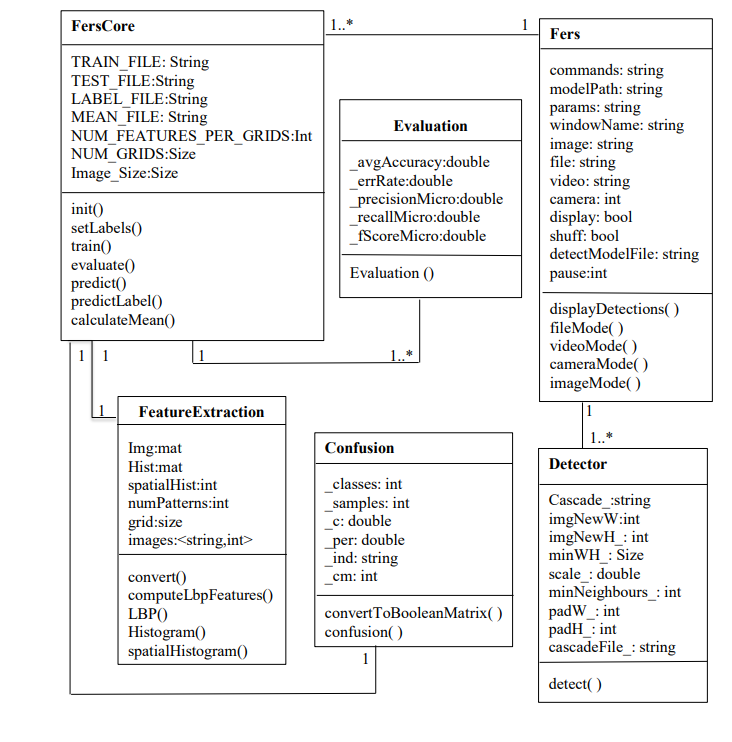 FersCore
TRAIN_FILE: String
TEST_FILE:String
LABEL_FILE:String
MEAN_FILE: String
NUM_FEATURES_PER_GRIDS:Int
NUM_GRIDS:Size
Image_Size:Size
init()
setLabels()
train()
evaluate()
predict()
predictLabel()
calculateMean()
1..*
1
Fers
commands: string
modelPath: string
params: string
windowName: string
image: string
file: string
video: string
camera: int
display: bool
shuff: bool
detectModelFile: string
pause:int
displayDetections( )
fileMode( )
videoMode( )
cameraMode( )
imageMode( )
Evaluation
_avgAccuracy:double
_errRate:double
_precisionMicro:double
_recallMicro:double
_fScoreMicro:double
Evaluation ()
1
1
1
1..*
1
1..*
1
FeatureExtraction
Img:mat
Hist:mat
spatialHist:int
numPatterns:int
grid:size
images:<string,int>
convert()
computeLbpFeatures()
LBP()
Histogram()
spatialHistogram()
Confusion
_classes: int
_samples: int
_c: double
_per: double
_ind: string
_cm: int
convertToBooleanMatrix( )
confusion( )
1
Detector
Cascade_:string
imgNewW:int
imgNewH_: int
minWH_: Size
scale_: double
minNeighbours_: int
padW_: int
padH_: int
cascadeFile_: string
detect( )